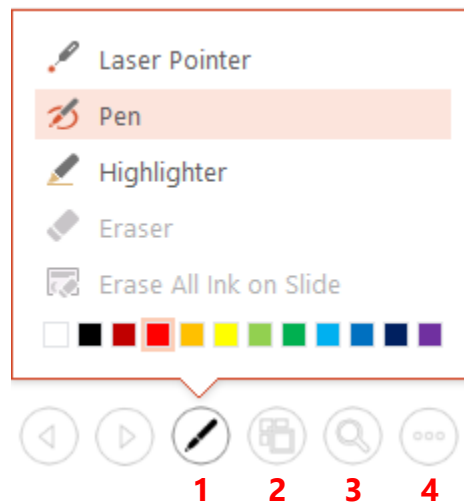 Laser Pointer
Pen
Highlighter
Eraser
Erase All Ink on Slide
1 2 3 4